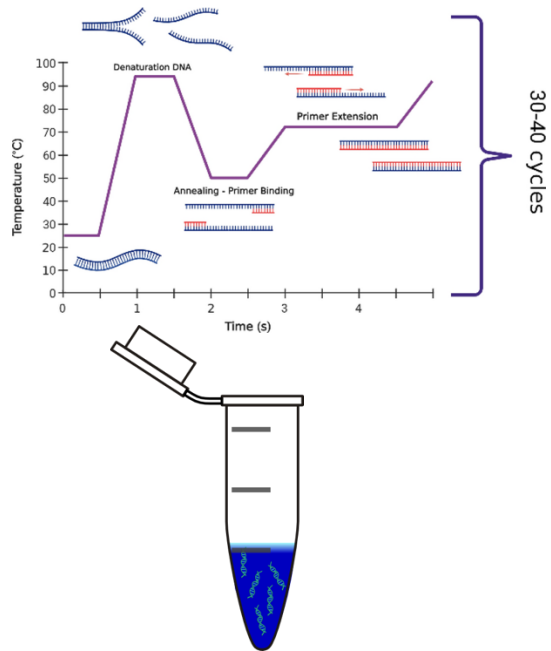 Denaturation DNA
Primer Extension
Annealing - Primer Binding
Temperature (°C)
100
90
80
70
60
50
40
30
20
10
0
0 1 2 3 4
Time (s)
30-40 cycles